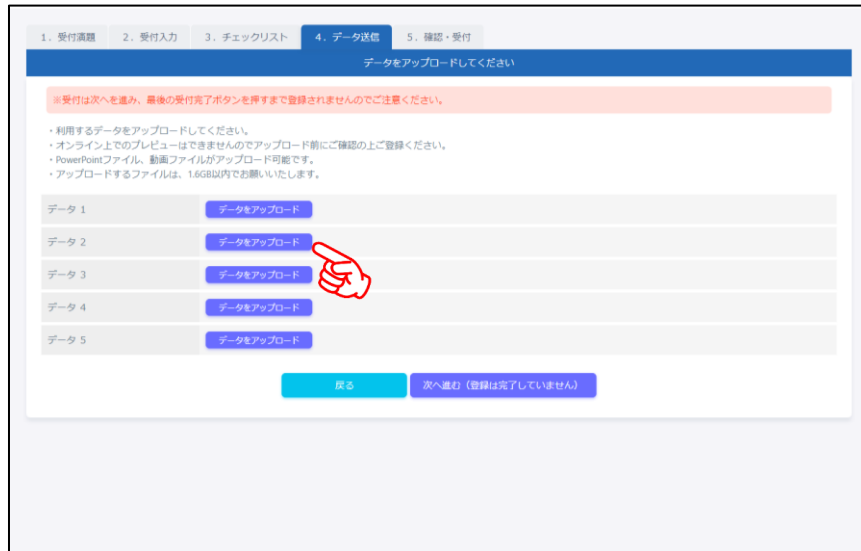 1. 受付演題 2. 受付入力 3. チェックリスト 4. データ送信 5. 確認・受付
データをアップロードしてください
※受付は次へを進み、最後の受付完了ボタンを押すまで登録されませんのでご注意ください。
・利用するデータをアップロードしてください。
・オンライン上でのプレビューはできませんのでアップロード前にご確認の上ご登録ください。
・PowerPointファイル、動画ファイルがアップロード可能です。
・アップロードするファイルは、1.6GB以内でお願いいたします。
データ 1 データをアップロード
データ 2 データをアップロード
データ 3 データをアップロード
データ 4 データをアップロード
データ 5 データをアップロード
戻る 次へ進む（登録は完了していません）